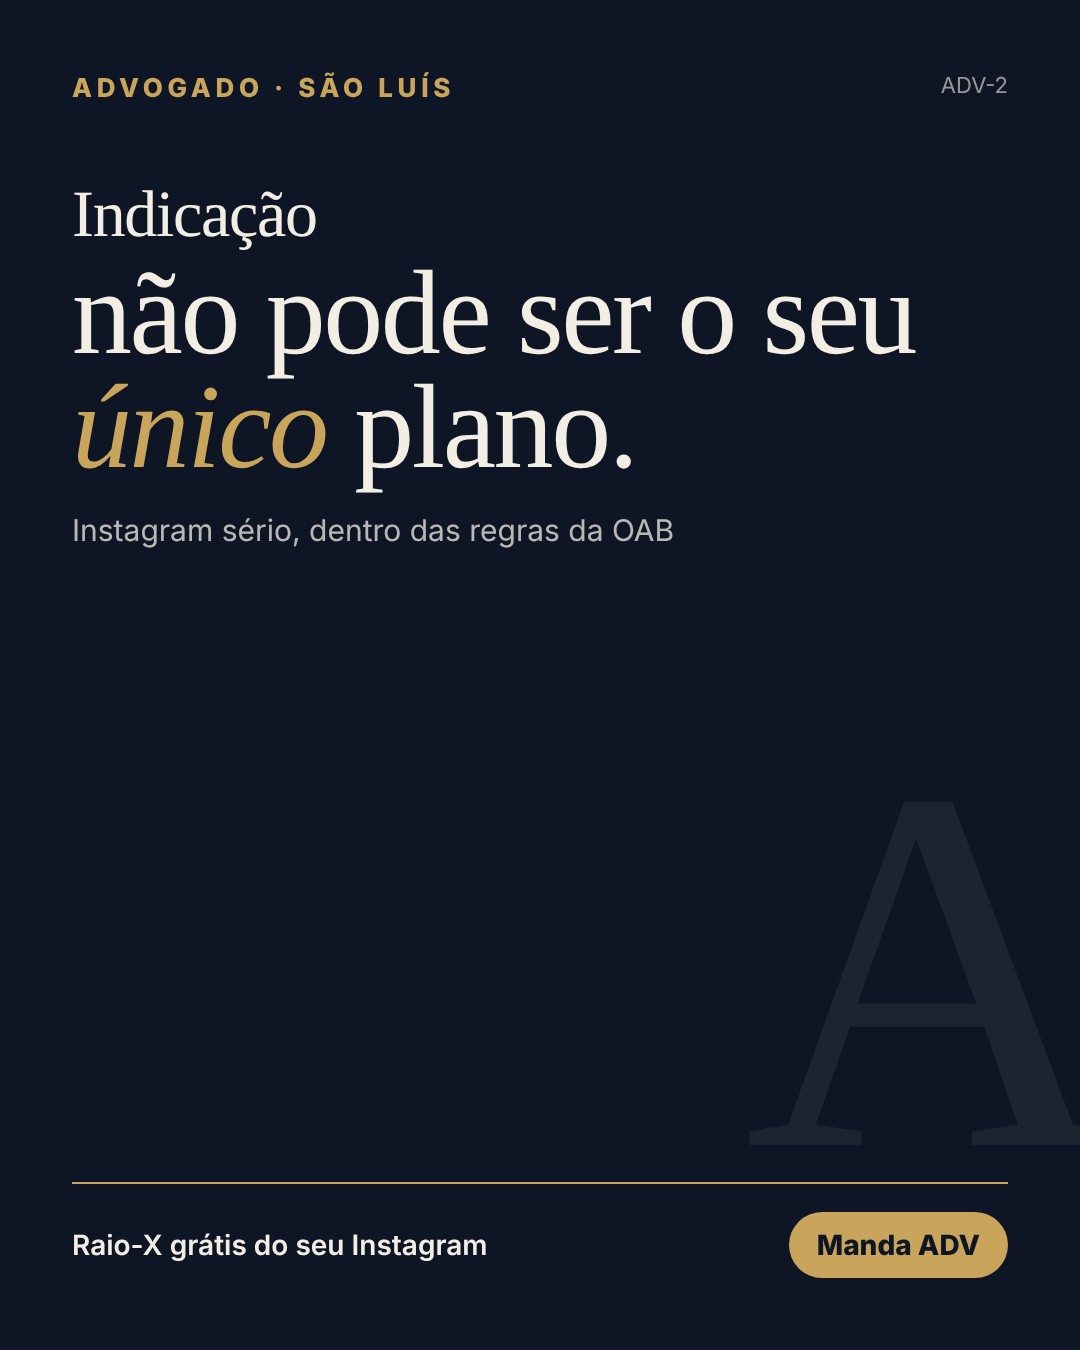 ADVOGADO · SÃO LUÍS
ADV-2
Indicação
não pode ser o seu
único plano.
Instagram sério, dentro das regras da OAB
A
Raio-X grátis do seu Instagram
Manda ADV